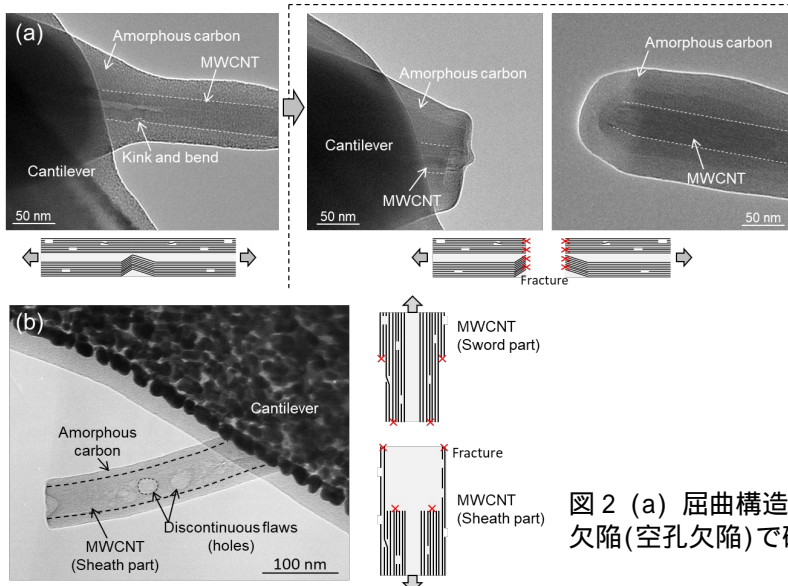 (a)
Amorphous carbon
MWCNT
Kink and bend
Cantilever
50 nm
Amorphous carbon
Cantilever
MWCNT
50 nm
Amorphous carbon
MWCNT
50 nm
Fracture
(b)
Cantilever
Amorphous
carbon
Discontinuous flaws
(holes)
MWCNT
(Sheath part)
100 nm
MWCNT
(Sword part)
Fracture
MWCNT
(Sheath part)
図2 (a) 屈曲構造
欠陥(空孔欠陥)で